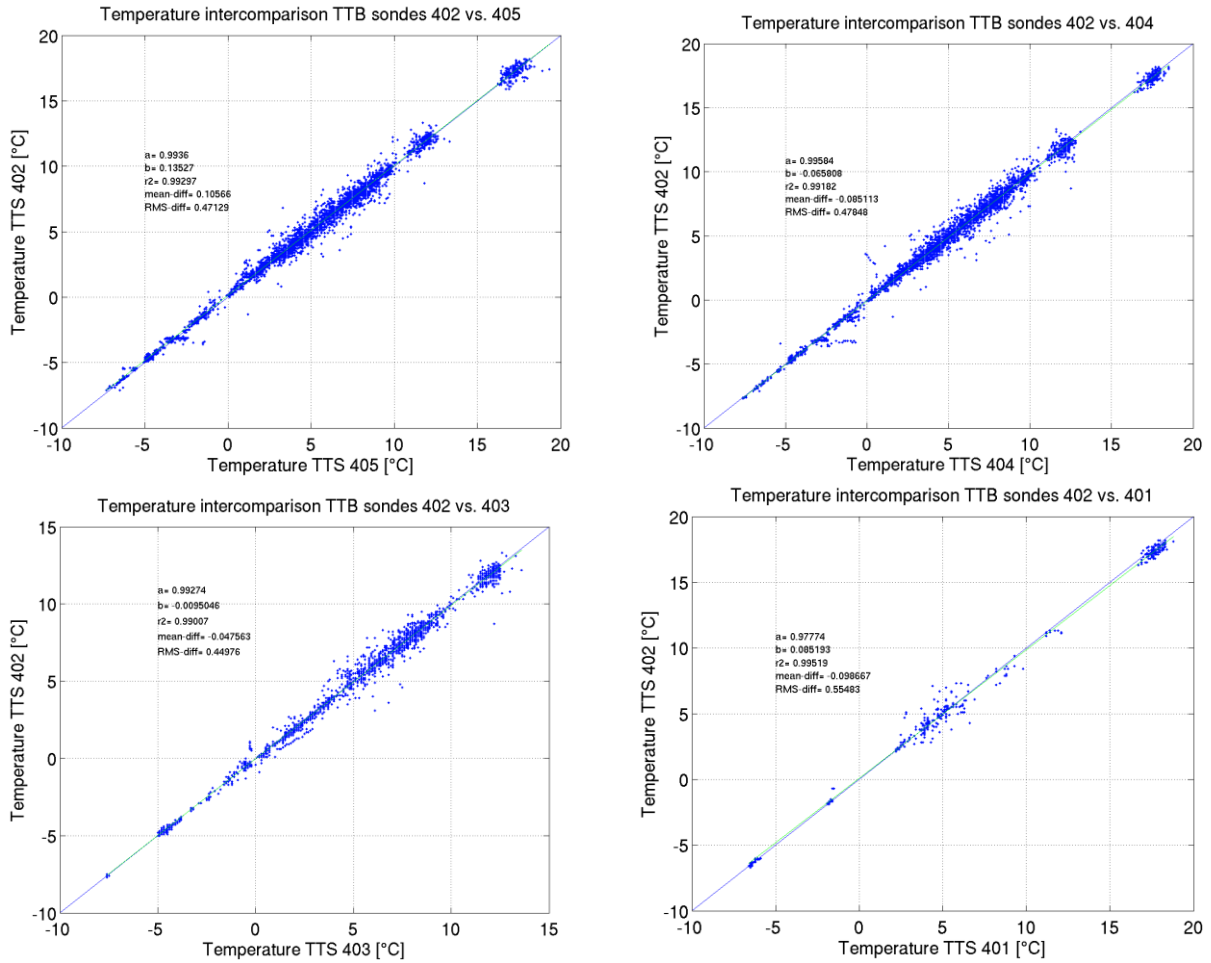 Temperature intercomparison TTB sondes 402 vs. 405
20
15
10
5
0
-5
-10
Temperature TTS 402 [°C]
a= 0.9936
b= 0.13527
r2= 0.99297
mean-diff= 0.10566
RMS-diff= 0.47129
-10 -5 0 5 10 15 20
Temperature TTS 405 [°C]
Temperature intercomparison TTB sondes 402 vs. 404
20
15
10
5
0
-5
-10
Temperature TTS 402 [°C]
a= 0.99584
b= -0.065808
r2= 0.99182
mean-diff= -0.085113
RMS-diff= 0.47848
-10 -5 0 5 10 15 20
Temperature TTS 404 [°C]
Temperature intercomparison TTB sondes 402 vs. 403
15
10
5
0
-5
-10
Temperature TTS 402 [°C]
a= 0.99274
b= -0.0095046
r2= 0.99007
mean-diff= -0.047563
RMS-diff= 0.44976
-10 -5 0 5 10 15
Temperature TTS 403 [°C]
Temperature intercomparison TTB sondes 402 vs. 401
20
15
10
5
0
-5
-10
Temperature TTS 402 [°C]
a= 0.97774
b= 0.085193
r2= 0.99519
mean-diff= -0.098667
RMS-diff= 0.55483
-10 -5 0 5 10 15 20
Temperature TTS 401 [°C]